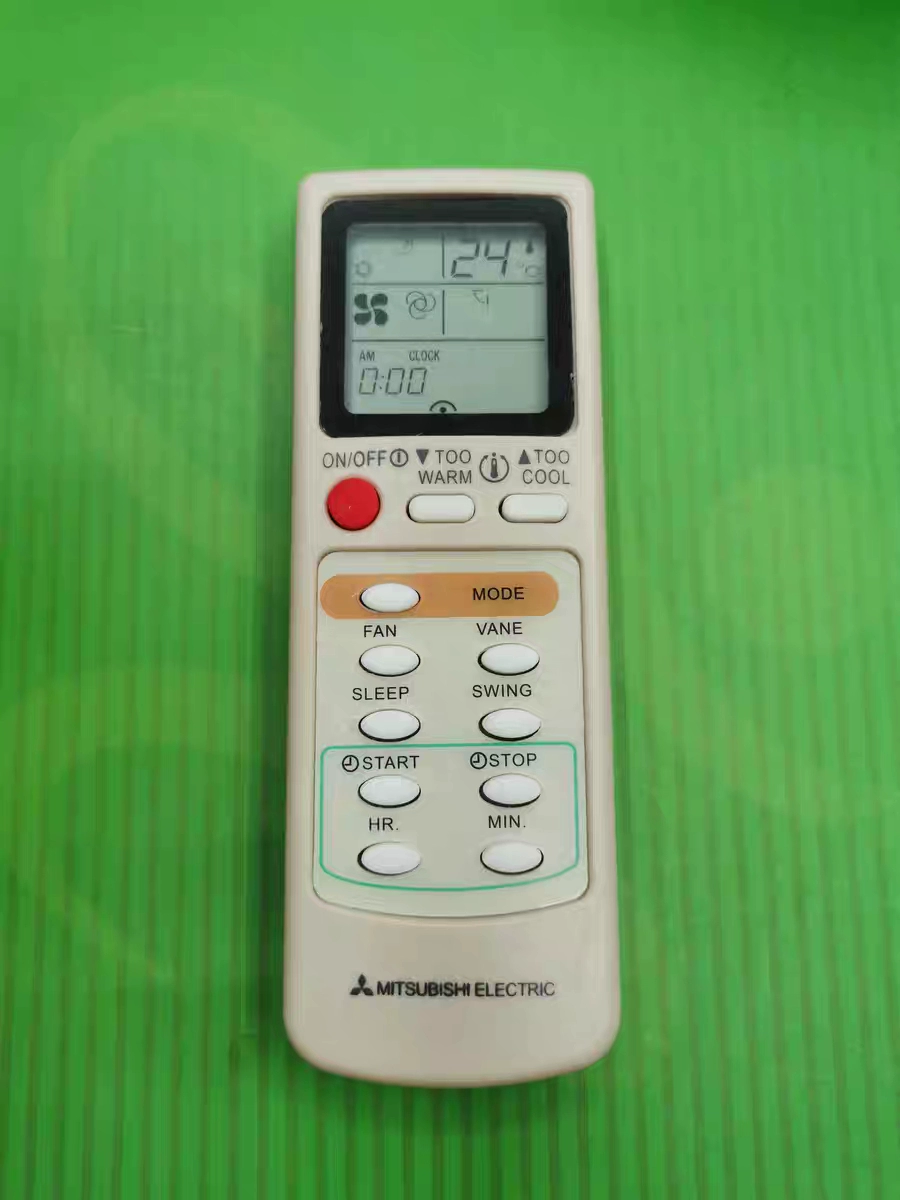 24°C
AM CLOCK
0:00
ON/OFF ▼ TOO WARM ▲ TOO COOL
MODE
FAN VANE
SLEEP SWING
START STOP
HR. MIN.
MITSUBISHI ELECTRIC